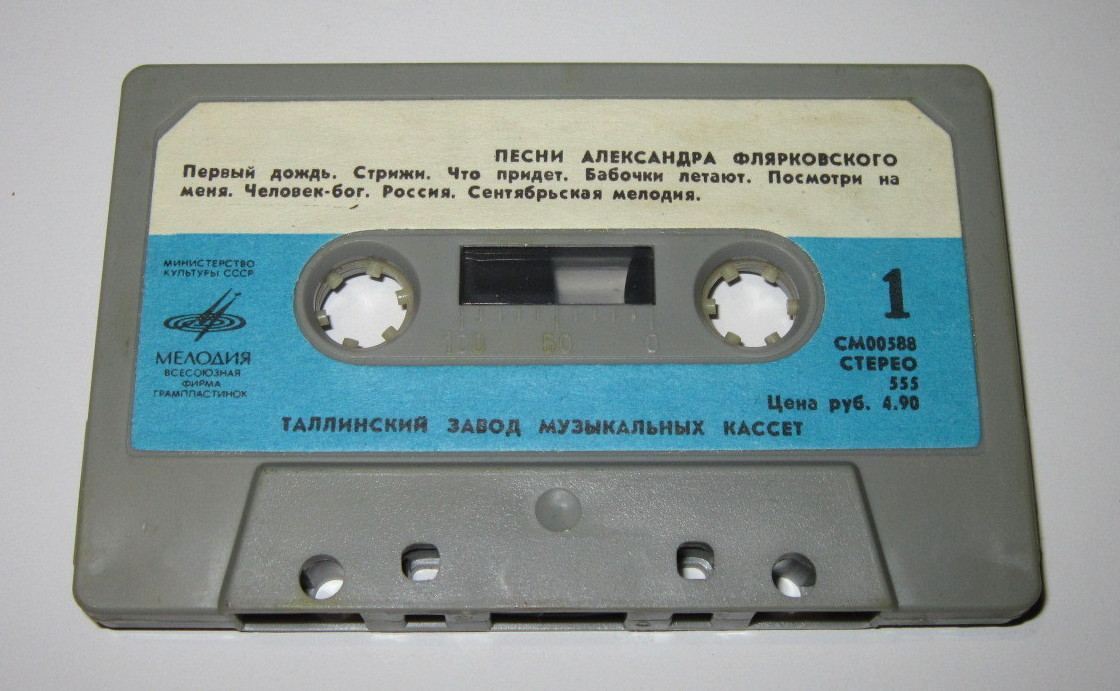 ПЕСНИ АЛЕКСАНДРА ФЛЯРКОВСКОГО
Первый дождь. Стрижи. Что придет. Бабочки летают. Посмотри на
меня. Человек-бог. Россия. Сентябрьская мелодия.
МИНИСТЕРСТВО
КУЛЬТУРЫ СССР
МЕЛОДИЯ
ВСЕСОЮЗНАЯ
ФИРМА
ГРАМПЛАСТИНОК
100 50 0
1
СМ00588
СТЕРЕО
555
Цена руб. 4.90
ТАЛЛИНСКИЙ ЗАВОД МУЗЫКАЛЬНЫХ КАССЕТ